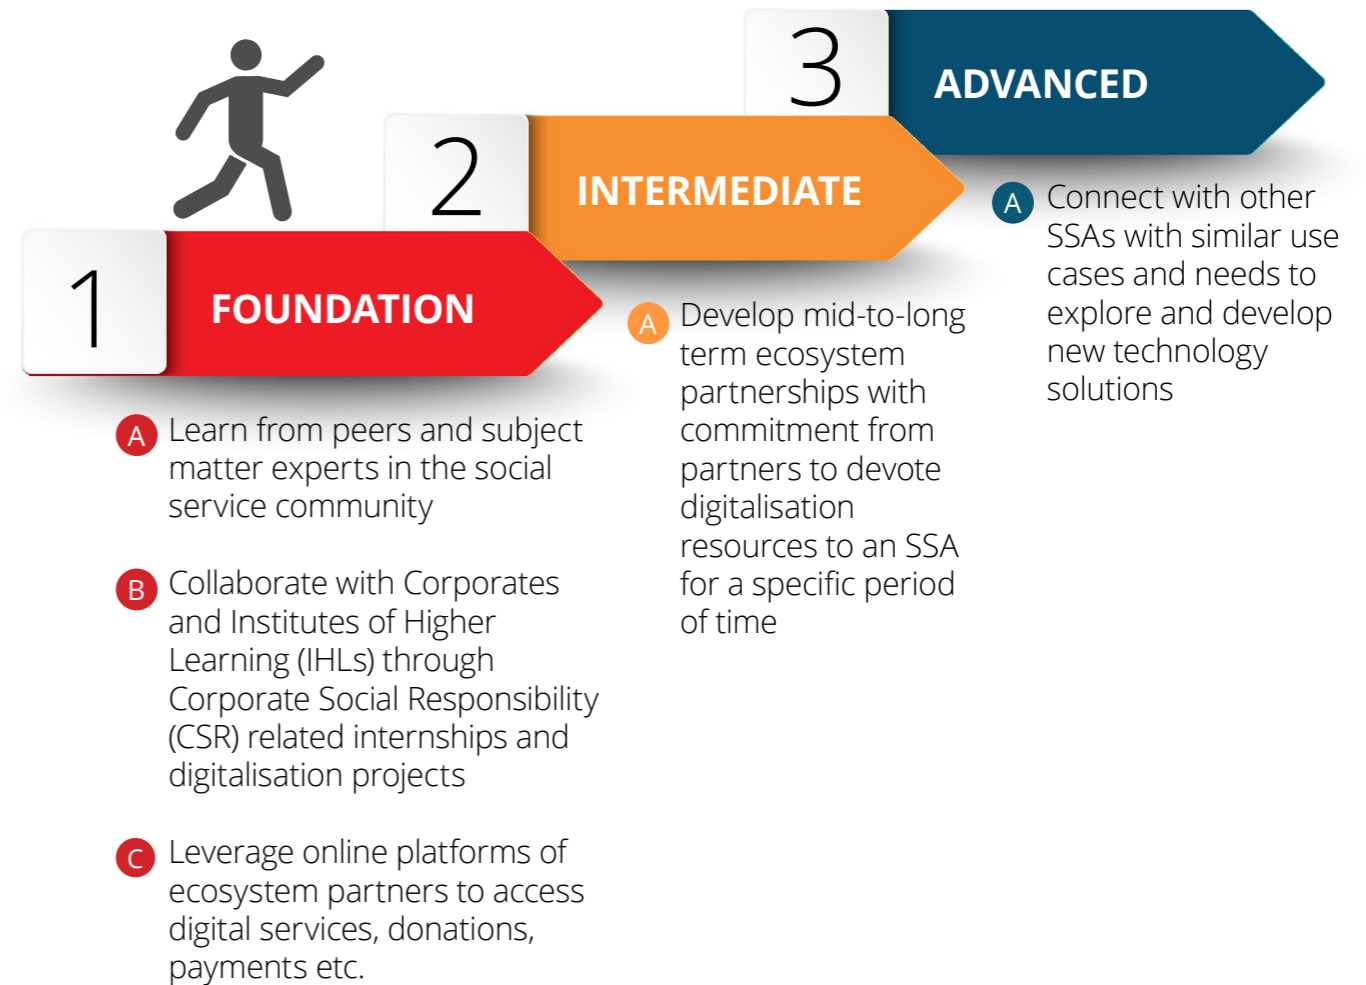 1
FOUNDATION
A
Learn from peers and subject
matter experts in the social
service community
B
Collaborate with Corporates
and Institutes of Higher
Learning (IHLs) through
Corporate Social Responsibility
(CSR) related internships and
digitalisation projects
C
Leverage online platforms of
ecosystem partners to access
digital services, donations,
payments etc.
2
INTERMEDIATE
A
Develop mid-to-long
term ecosystem
partnerships with
commitment from
partners to devote
digitalisation
resources to an SSA
for a specific period
of time
3
ADVANCED
A
Connect with other
SSAs with similar use
cases and needs to
explore and develop
new technology
solutions